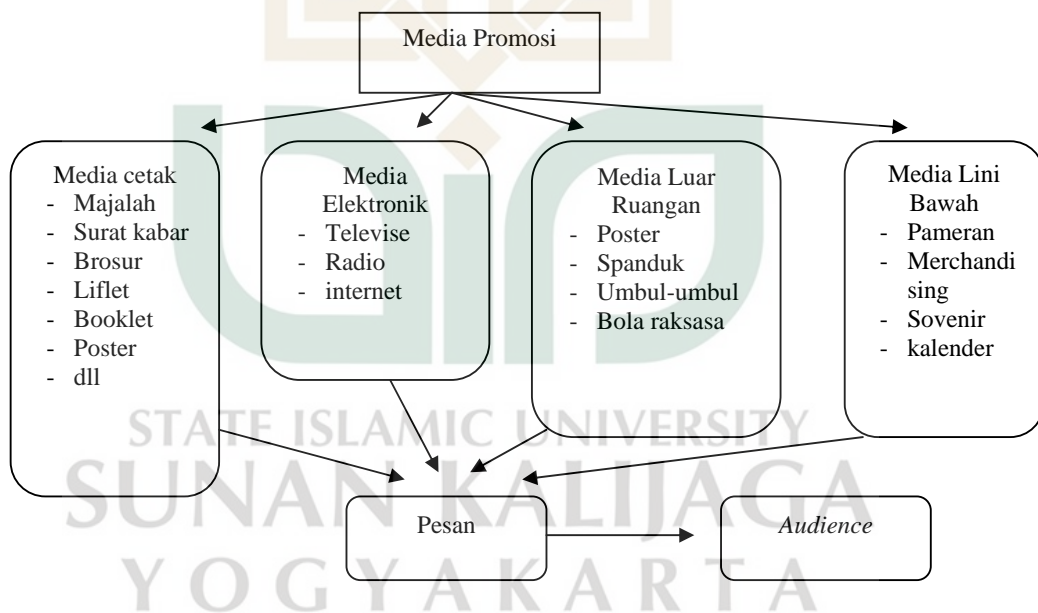 Media Promosi
Media cetak
- Majalah
- Surat kabar
- Brosur
- Liflet
- Booklet
- Poster
- dll
Media
Elektronik
- Televise
- Radio
- internet
Media Luar
Ruangan
- Poster
- Spanduk
- Umbul-umbul
- Bola raksasa
Media Lini
Bawah
- Pameran
- Merchandi
sing
- Sovenir
- kalender
STATE ISLAMIC UNIVERSITY
SUNAN KALIJAGA
YOGYAKARTA
Pesan
Audience